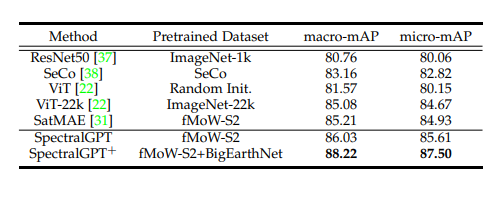 Method Pretrained Dataset macro-mAP micro-mAP
ResNet50 [37] ImageNet-1k 80.76 80.06
SeCo [38] SeCo 83.16 82.82
ViT [22] Random Init. 81.57 80.15
ViT-22k [22] ImageNet-22k 85.08 84.67
SatMAE [31] fMoW-S2 85.21 84.93
SpectralGPT fMoW-S2 86.03 85.61
SpectralGPT+ fMoW-S2+BigEarthNet 88.22 87.50